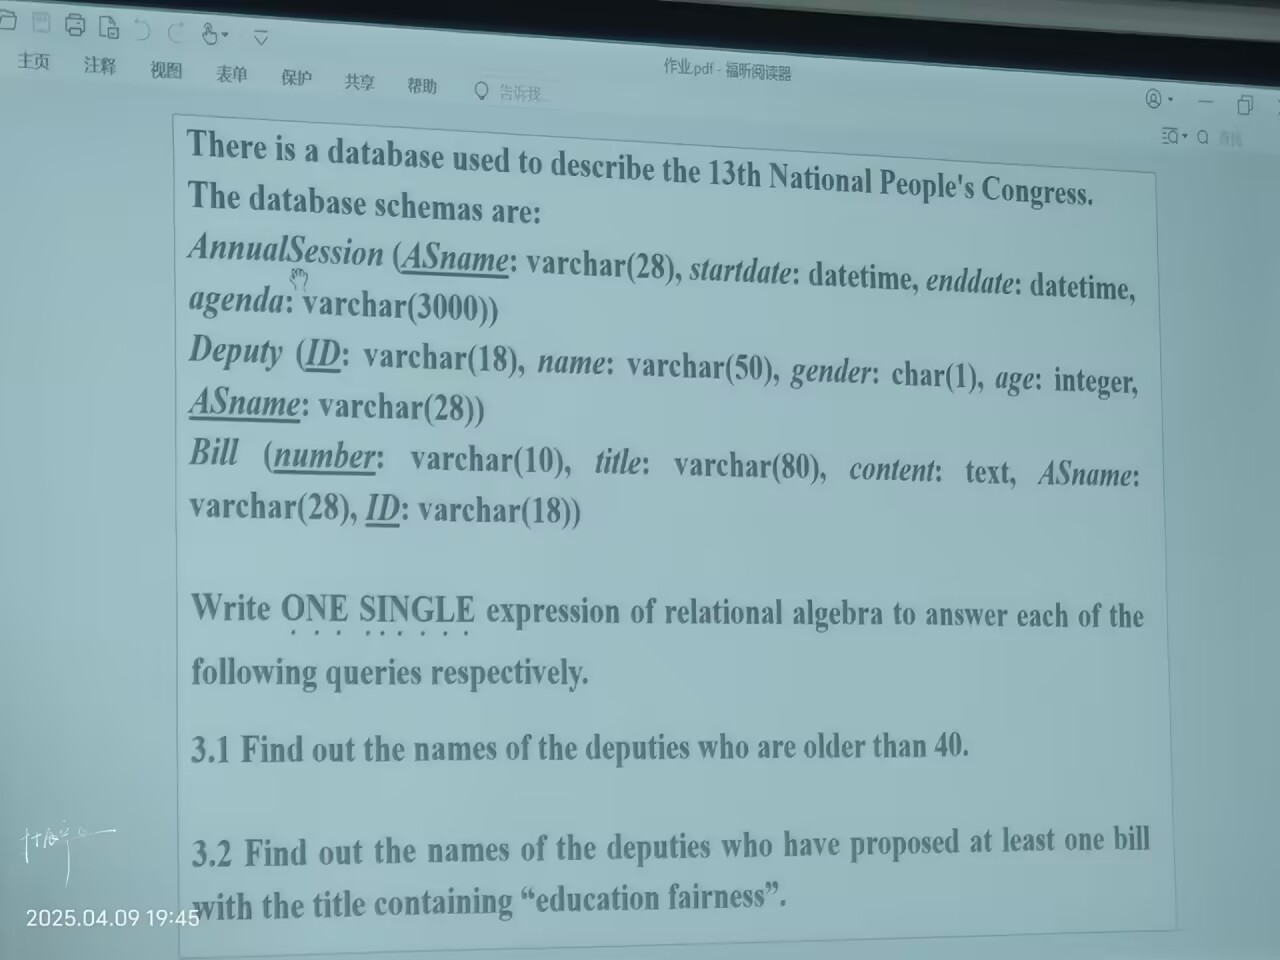 主页 注释 视图 表单 保护 共享 帮助 告诉我...
作业.pdf - 福昕阅读器
查找
There is a database used to describe the 13th National People's Congress.
The database schemas are:
AnnualSession (ASname: varchar(28), startdate: datetime, enddate: datetime,
agenda: varchar(3000))
Deputy (ID: varchar(18), name: varchar(50), gender: char(1), age: integer,
ASname: varchar(28))
Bill (number: varchar(10), title: varchar(80), content: text, ASname:
varchar(28), ID: varchar(18))
Write ONE SINGLE expression of relational algebra to answer each of the
following queries respectively.
3.1 Find out the names of the deputies who are older than 40.
3.2 Find out the names of the deputies who have proposed at least one bill
with the title containing “education fairness”.
2025.04.09 19:45